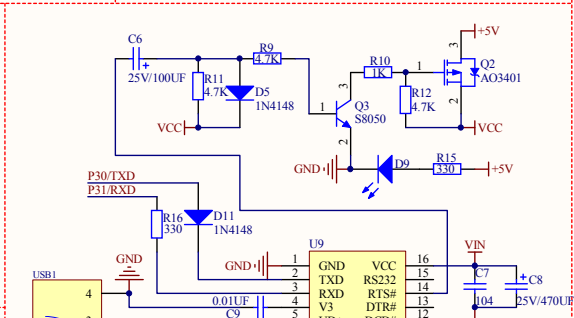 +5V
C6
R9
4.7K
3
Q2
AO3401
+
25V/100UF
R11
4.7K
D5
1N4148
R10
1K
1
3
R12
4.7K
2
1
Q3
S8050
VCC
VCC
2
GND
D9
R15
330
+5V
P30/TXD
P31/RXD
R16
330
D11
1N4148
U9
VIN
GND
GND
1
GND
VCC
16
2
TXD
RS232
15
3
RXD
RTS#
14
4
V3
DTR#
13
5
12
USB1
4
0.01UF
C9
C7
104
+
C8
25V/470UF